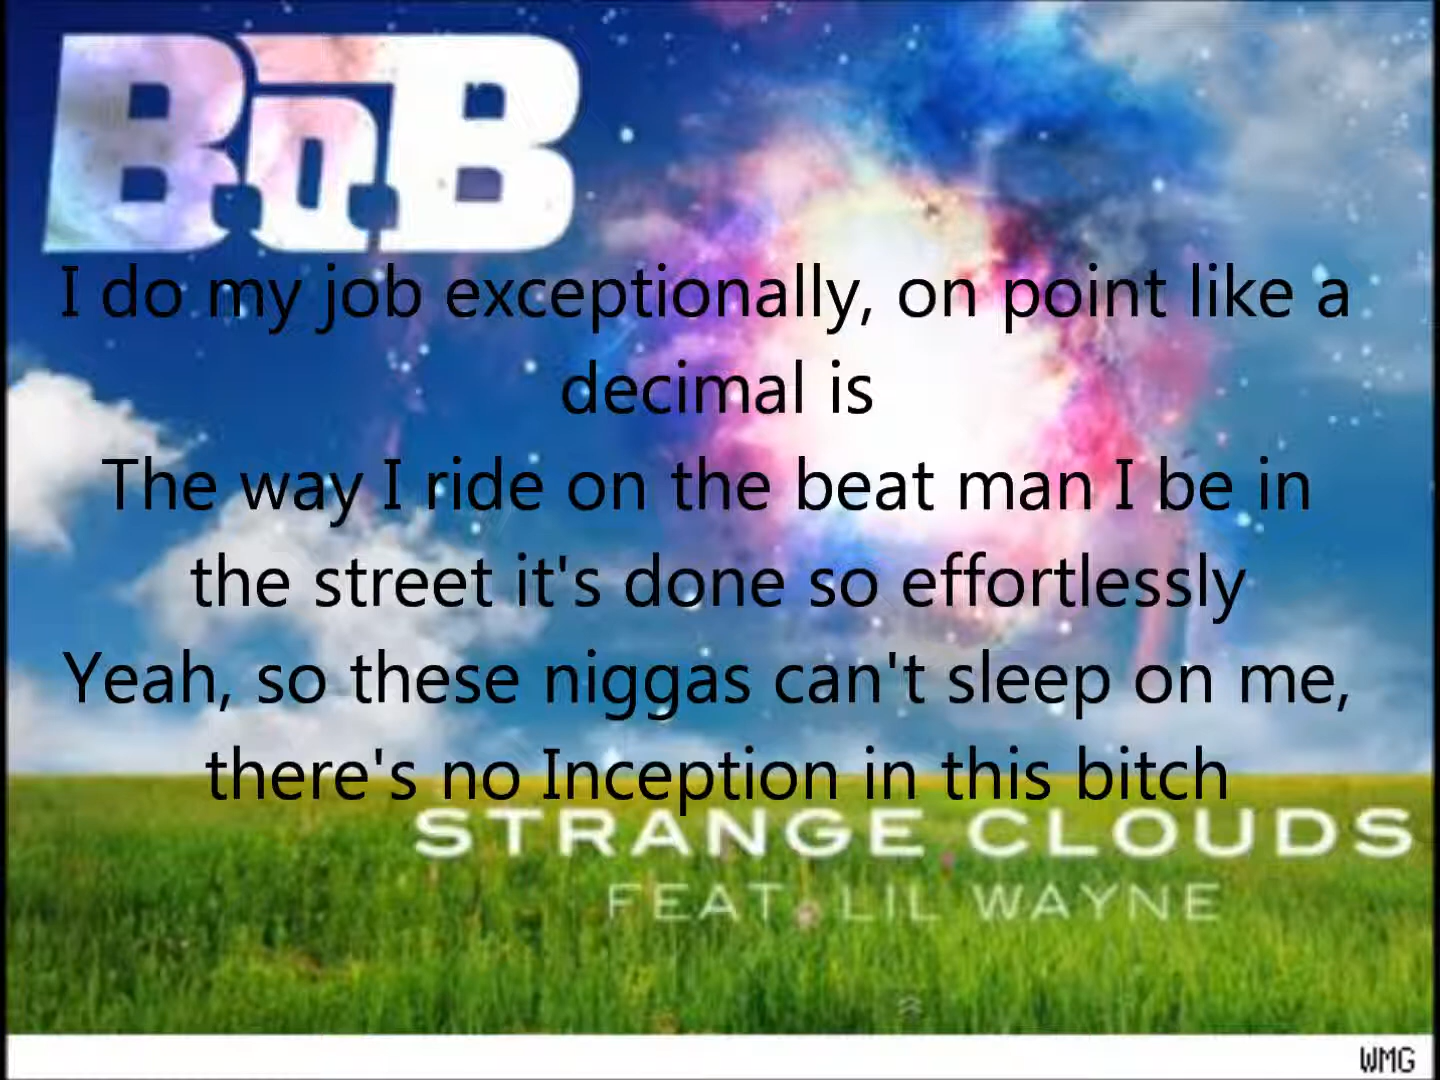 B.o.B
I do my job exceptionally, on point like a
decimal is
The way I ride on the beat man I be in
the street it's done so effortlessly
Yeah, so these niggas can't sleep on me,
there's no Inception in this bitch
STRANGE CLOUDS
FEAT. LIL WAYNE
WMG